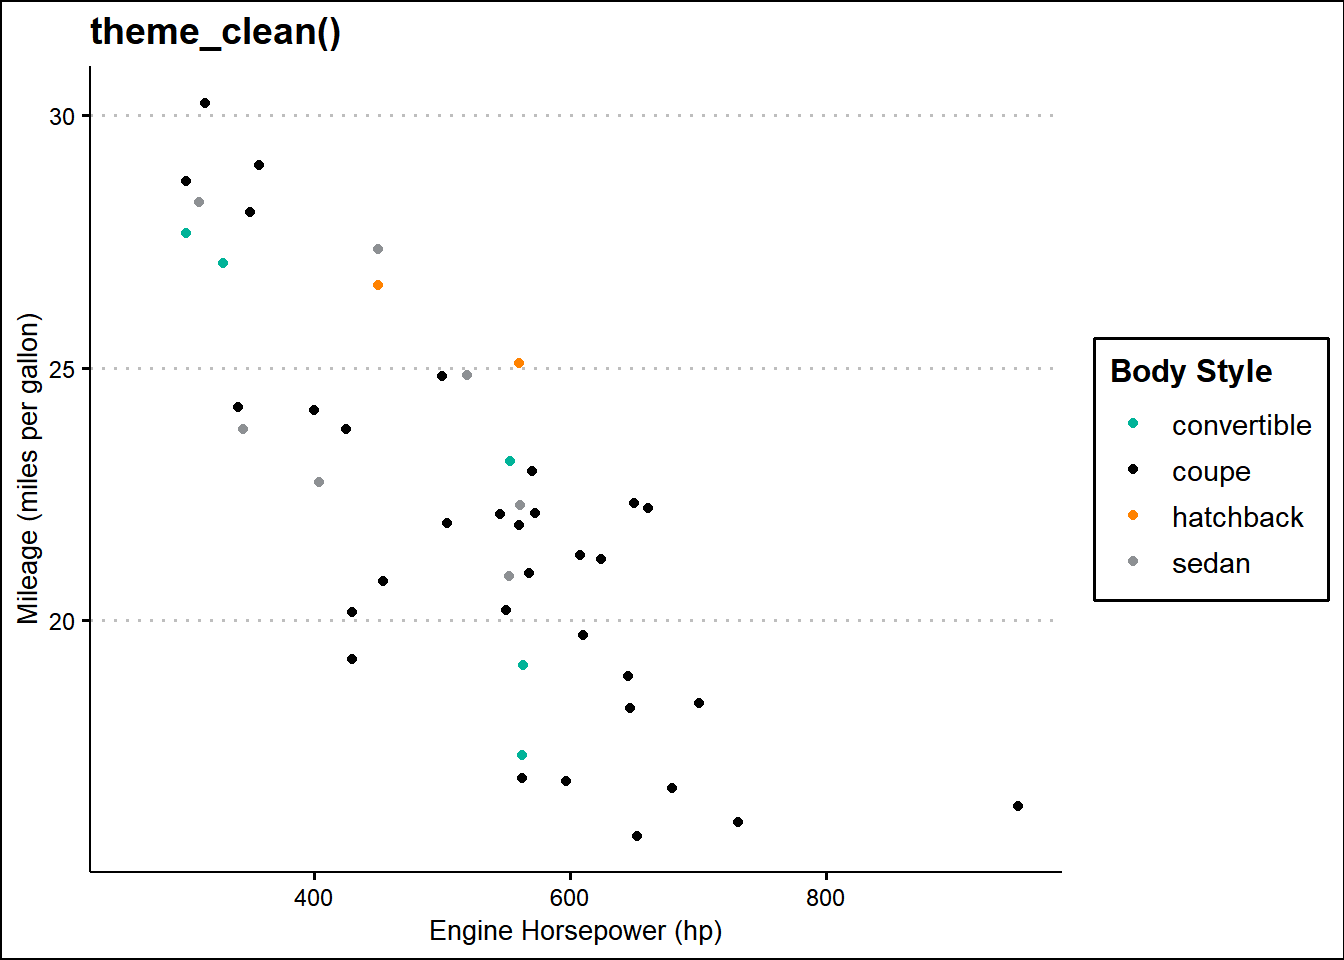 theme_clean()
30
25
20
Mileage (miles per gallon)
400
600
800
Engine Horsepower (hp)
Body Style
convertible
coupe
hatchback
sedan